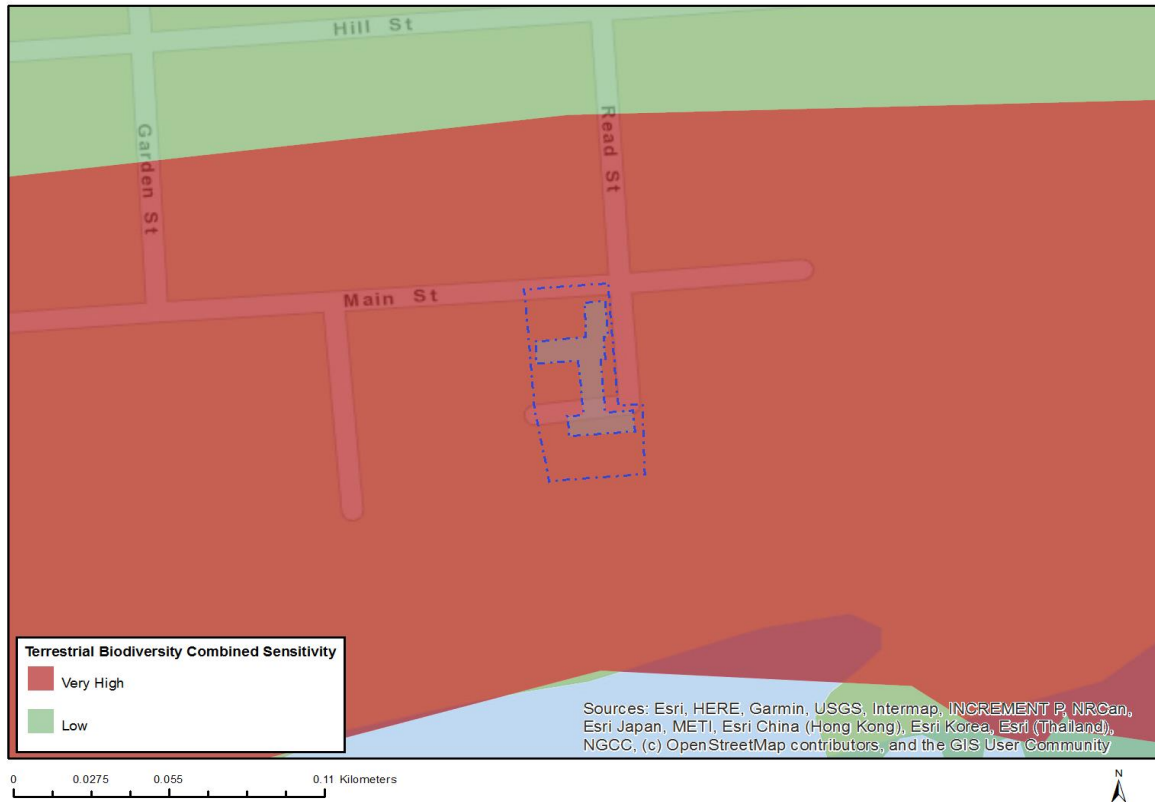 Hill St
Garden St
Read St
Main St
Terrestrial Biodiversity Combined Sensitivity
Very High
Low
Sources: Esri, HERE, Garmin, USGS, Intermap, INCREMENT P, NRCan,
Esri Japan, METI, Esri China (Hong Kong), Esri Korea, Esri (Thailand),
NGCC, (c) OpenStreetMap contributors, and the GIS User Community
0 0.0275 0.055 0.11 Kilometers
N